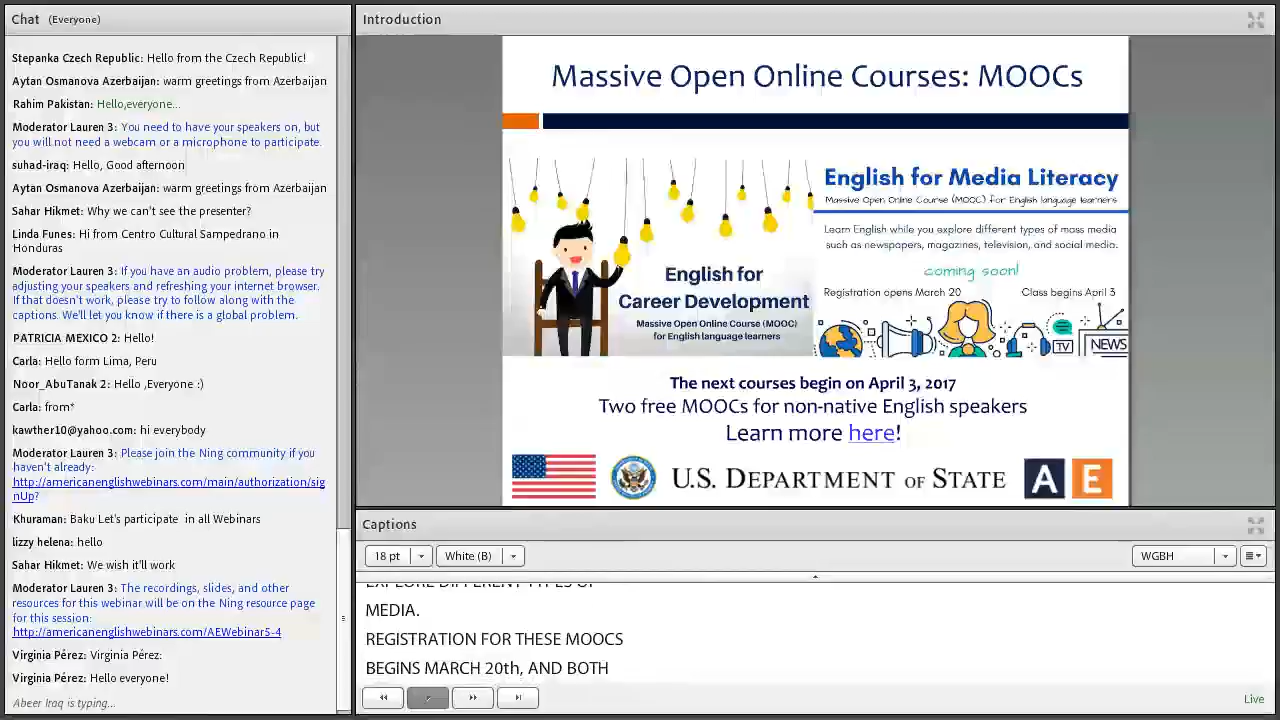 Chat (Everyone)
Stepanka Czech Republic: Hello from the Czech Republic!
Aytan Osmanova Azerbaijan: warm greetings from Azerbaijan
Rahim Pakistan: Hello,everyone...
Moderator Lauren 3: You need to have your speakers on, but
you will not need a webcam or a microphone to participate.
suhad-iraq: Hello, Good afternoon
Aytan Osmanova Azerbaijan: warm greetings from Azerbaijan
Sahar Hikmet: Why we can't see the presenter?
Linda Funes: Hi from Centro Cultural Sampedrano in
Honduras
Moderator Lauren 3: If you have an audio problem, please try
adjusting your speakers and refreshing your internet browser.
If that doesn't work, please try to follow along with the
captions. We'll let you know if there is a global problem.
PATRICIA MEXICO 2: Hello!
Carla: Hello form Lima, Peru
Noor_AbuTanak 2: Hello ,Everyone :)
Carla: from*
kawther10@yahoo.com: hi everybody
Moderator Lauren 3: Please join the Ning community if you
haven't already:
http://americanenglishwebinars.com/main/authorization/sig
nUp?
Khuraman: Baku Let's participate in all Webinars
lizzy helena: hello
Sahar Hikmet: We wish it'll work
Moderator Lauren 3: The recordings, slides, and other
resources for this webinar will be on the Ning resource page
for this session:
http://americanenglishwebinars.com/AEWebinar5-4
Virginia Pérez: Virginia Pérez:
Virginia Pérez: Hello everyone!
Abeer Iraq is typing...
Introduction
Massive Open Online Courses: MOOCs
English for
Career Development
Massive Open Online Course (MOOC)
for English language learners
English for Media Literacy
Massive Open Online Course (MOOC) for English language learners
Learn English while you explore different types of mass media
such as newspapers, magazines, television, and social media.
coming soon!
Registration opens March 20 Class begins April 3
TV NEWS
The next courses begin on April 3, 2017
Two free MOOCs for non-native English speakers
Learn more here!
U.S. DEPARTMENT OF STATE A E
Captions
18 pt White (B) WGBH
EXPLORE DIFFERENT TYPES OF
MEDIA.
REGISTRATION FOR THESE MOOCS
BEGINS MARCH 20th, AND BOTH
Live